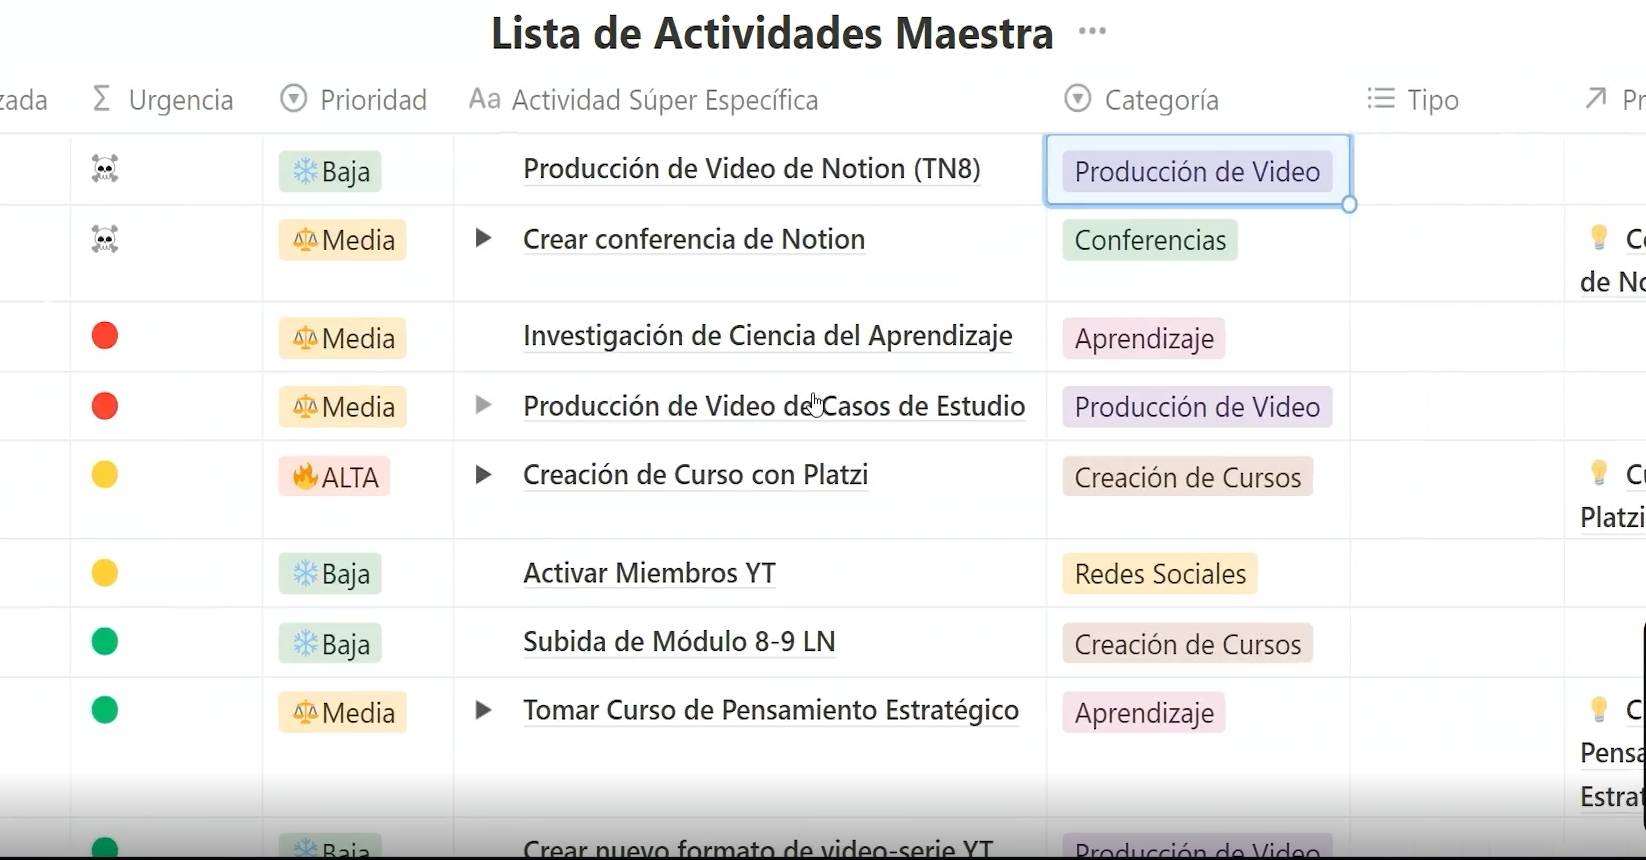 Lista de Actividades Maestra ...
zada Urgencia Prioridad Aa Actividad Súper Específica Categoría Tipo Pr
Baja Producción de Video de Notion (TN8) Producción de Video
Media Crear conferencia de Notion Conferencias
de No
Media Investigación de Ciencia del Aprendizaje Aprendizaje
Media Producción de Video de Casos de Estudio Producción de Video
ALTA Creación de Curso con Platzi Creación de Cursos
Platzi
Baja Activar Miembros YT Redes Sociales
Baja Subida de Módulo 8-9 LN Creación de Cursos
Media Tomar Curso de Pensamiento Estratégico Aprendizaje
Pensa
Estrat
Baja Crear nuevo formato de video-serie YT Producción de Video